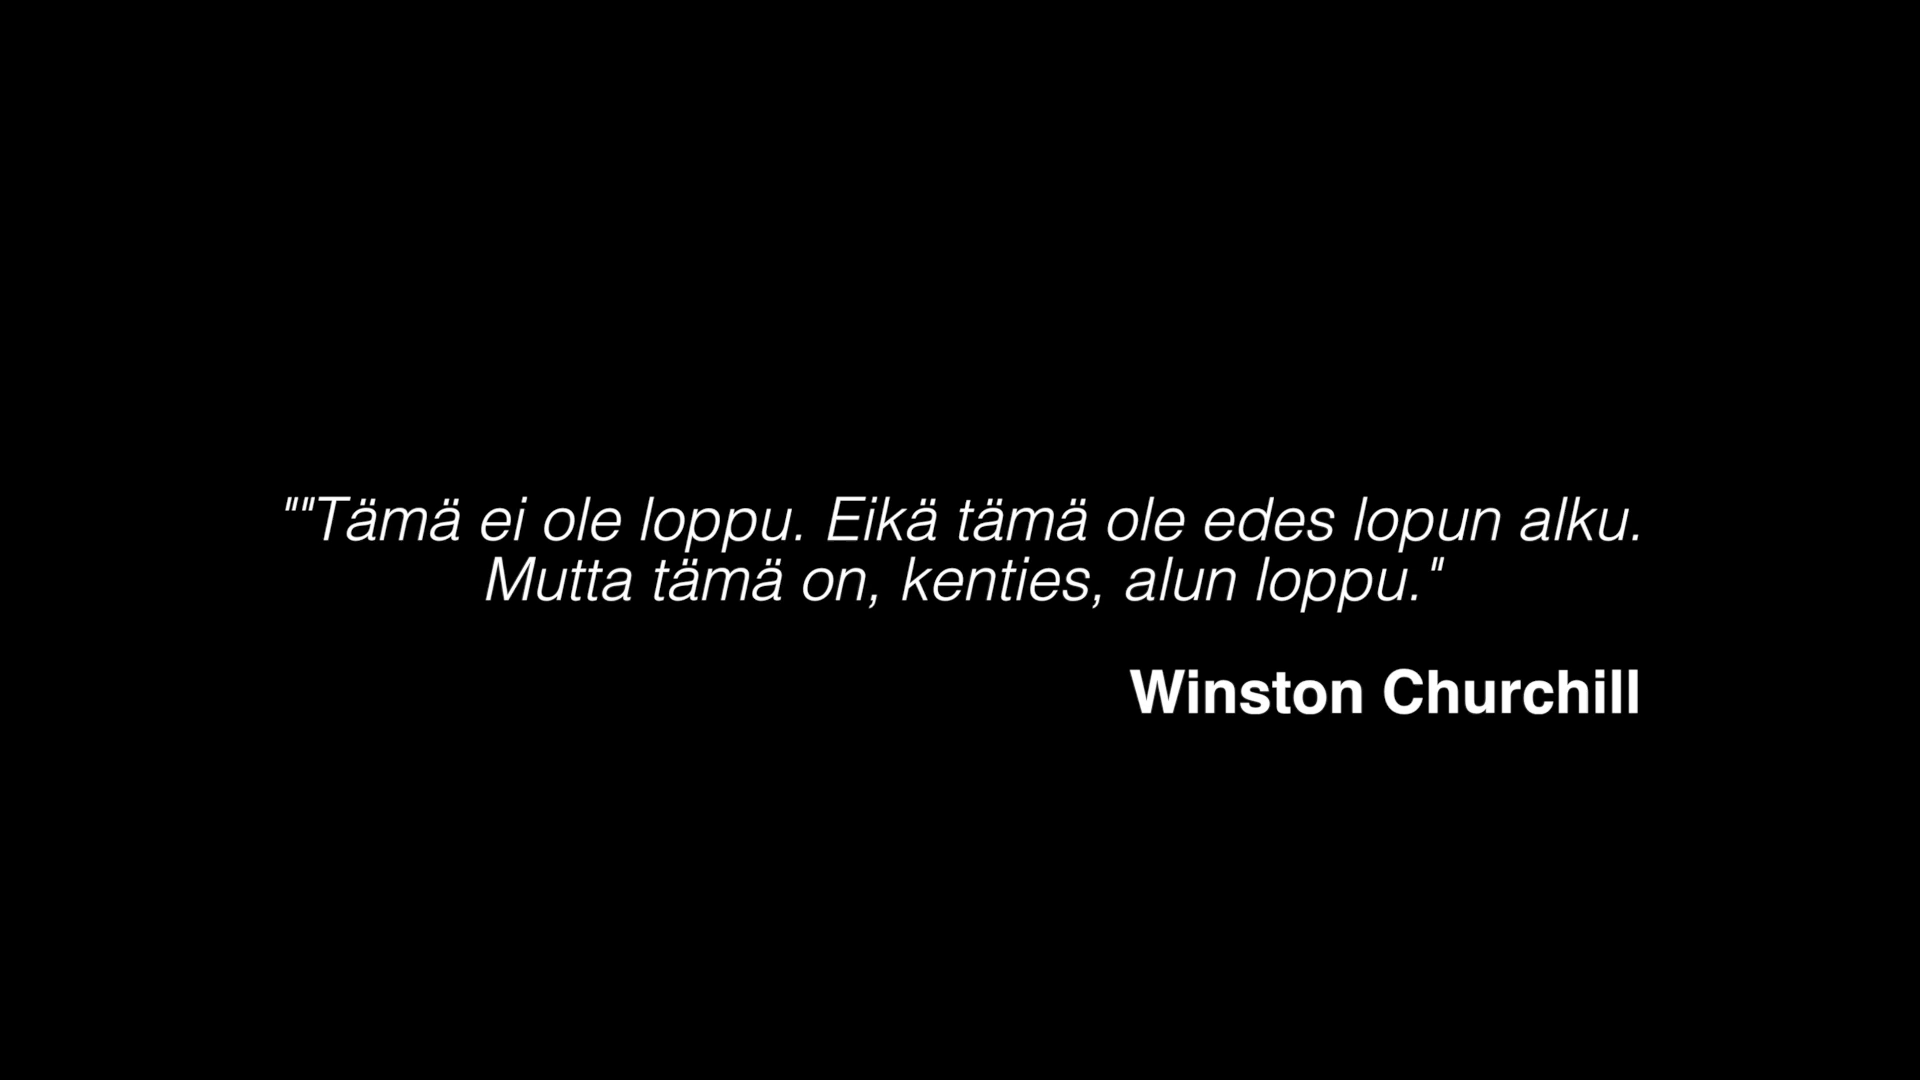 ""Tämä ei ole loppu. Eikä tämä ole edes lopun alku.
Mutta tämä on, kenties, alun loppu."
Winston Churchill